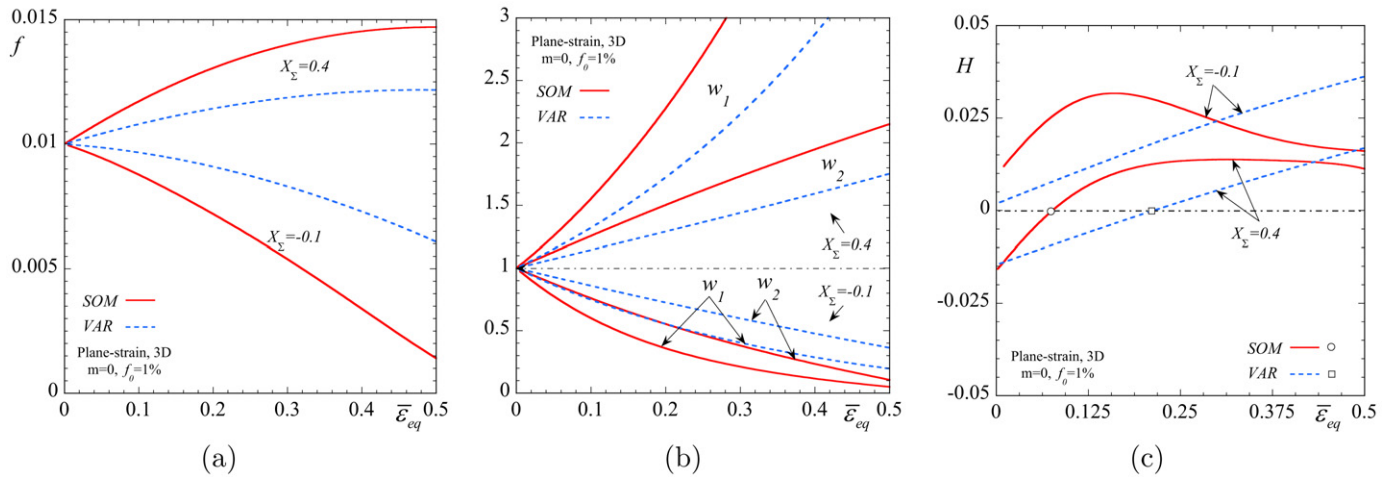 0.015
f
X_Σ=0.4
0.01
0.005
X_Σ=-0.1
SOM
VAR
Plane-strain, 3D
m=0, f_0=1%
0
0 0.1 0.2 0.3 0.4 0.5
ε̅_eq
(a)
3
Plane-strain, 3D
m=0, f_0=1%
2.5
SOM
VAR
w_1
2
w_2
1.5
X_Σ=0.4
1
w_1
w_2
X_Σ=-0.1
0.5
0
0 0.1 0.2 0.3 0.4 0.5
ε̅_eq
(b)
0.05
H
X_Σ=-0.1
0.025
0
X_Σ=0.4
-0.025
Plane-strain, 3D
m=0, f_0=1%
SOM
VAR
-0.05
0 0.125 0.25 0.375 0.5
ε̅_eq
(c)